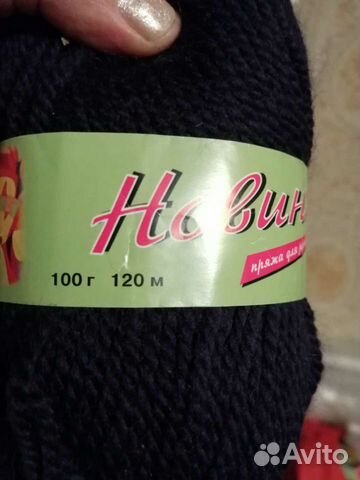 Новин
100 г 120 м
пряжа для
Avito